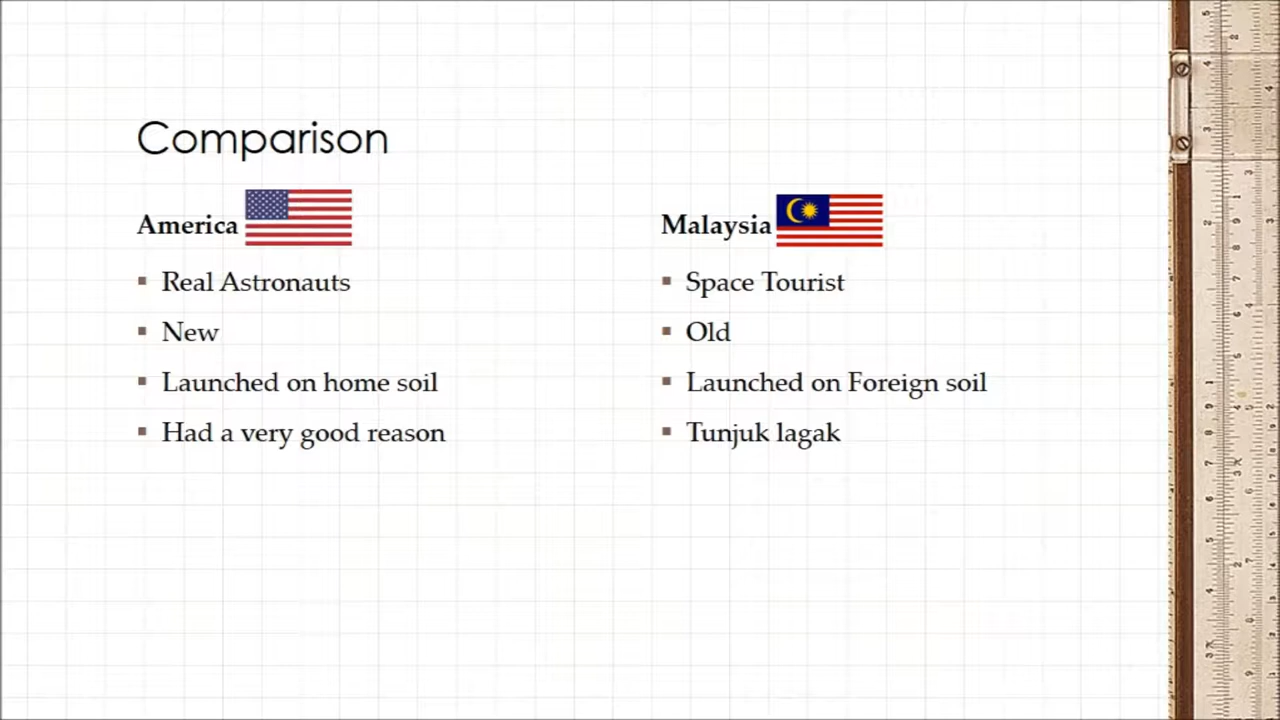 Comparison
America
Real Astronauts
New
Launched on home soil
Had a very good reason
Malaysia
Space Tourist
Old
Launched on Foreign soil
Tunjuk lagak